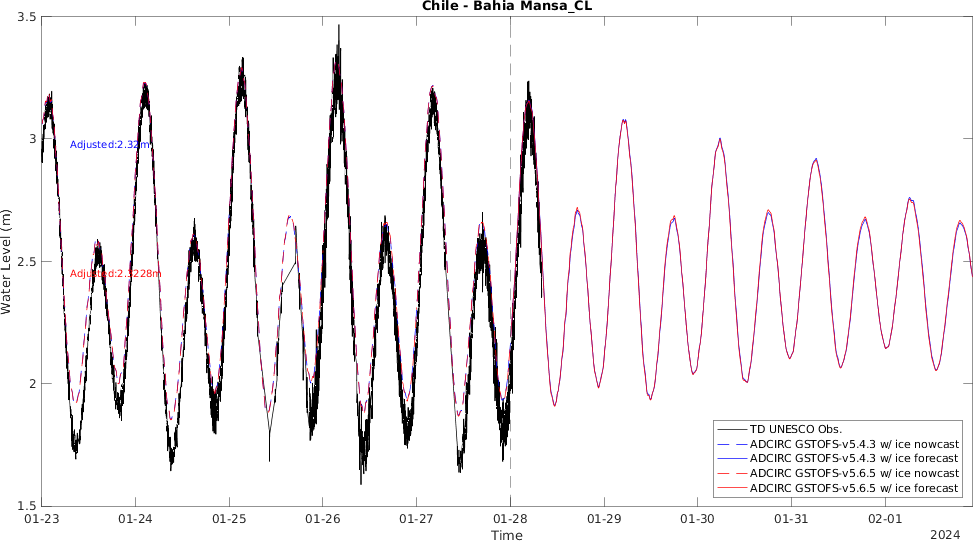 Chile - Bahia Mansa_CL
3.5
3
2.5
2
1.5
Water Level (m)
Adjusted:2.32m
Adjusted:2.3228m
TD UNESCO Obs.
ADCIRC GSTOFS-v5.4.3 w/ ice nowcast
ADCIRC GSTOFS-v5.4.3 w/ ice forecast
ADCIRC GSTOFS-v5.6.5 w/ ice nowcast
ADCIRC GSTOFS-v5.6.5 w/ ice forecast
01-23 01-24 01-25 01-26 01-27 01-28 01-29 01-30 01-31 02-01
Time
2024